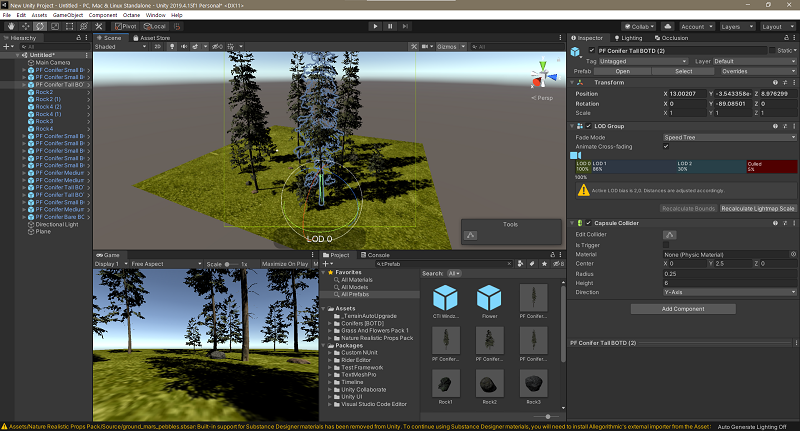 New Unity Project - Untitled - PC, Mac & Linux Standalone - Unity 2019.4.15f1 Personal* <DX11>
File Edit Assets GameObject Component Octane Window Help
Pivot Local Collab Account Layers Layout
Hierarchy
All
Untitled*
Main Camera
PF Conifer Small BO
PF Conifer Small BO
PF Conifer Tall BOT
Rock2
Rock2 (1)
Rock4 (2)
Rock4 (1)
Rock3
Rock4
PF Conifer Small BO
PF Conifer Small BO
PF Conifer Small BO
PF Conifer Small BO
PF Conifer Small BO
PF Conifer Medium
PF Conifer Medium
PF Conifer Tall BOT
PF Conifer Tall BOT
PF Conifer Small BO
PF Conifer Medium
PF Conifer Bare BO
Directional Light
Plane
Scene Asset Store
Shaded 2D Gizmos All
Persp
LOD 0
Tools
Game
Display 1 Free Aspect Scale 1x Maximize On Play
Project Console
t:Prefab
Favorites
All Materials
All Models
All Prefabs
Assets
_TerrainAutoUpgrade
Conifers [BOTD]
Grass And Flowers Pack 1
Nature Realistic Props Pack
Packages
Custom NUnit
Rider Editor
Test Framework
TextMeshPro
Timeline
Unity Collaborate
Unity UI
Visual Studio Code Editor
Search: All
CTI Windz... Flower PF Conifer...
PF Conifer... PF Conifer... PF Conifer...
Rock1 Rock2 Rock3
Inspector Lighting Occlusion
PF Conifer Tall BOTD (2) Static
Tag Untagged Layer Default
Prefab Open Select Overrides
Transform
Position X 13.00207 Y -3.543358e- Z 8.976299
Rotation X 0 Y -89.08501 Z 0
Scale X 1 Y 1 Z 1
LOD Group
Fade Mode Speed Tree
Animate Cross-fading
LOD 0 LOD 1 LOD 2 Culled
100% 86% 30% 5%
100%
Active LOD bias is 2,0. Distances are adjusted accordingly.
Recalculate Bounds Recalculate Lightmap Scale
Capsule Collider
Edit Collider
Is Trigger
Material None (Physic Material)
Center X 0 Y 2.5 Z 0
Radius 0.25
Height 6
Direction Y-Axis
Add Component
PF Conifer Tall BOTD (2)
Assets/Nature Realistic Props Pack/Source/ground_mars_pebbles.sbsar: Built-in support for Substance Designer materials has been removed from Unity. To continue using Substance Designer materials, you will need to install Allegorithmic's external importer from the Asset Auto Generate Lighting Off